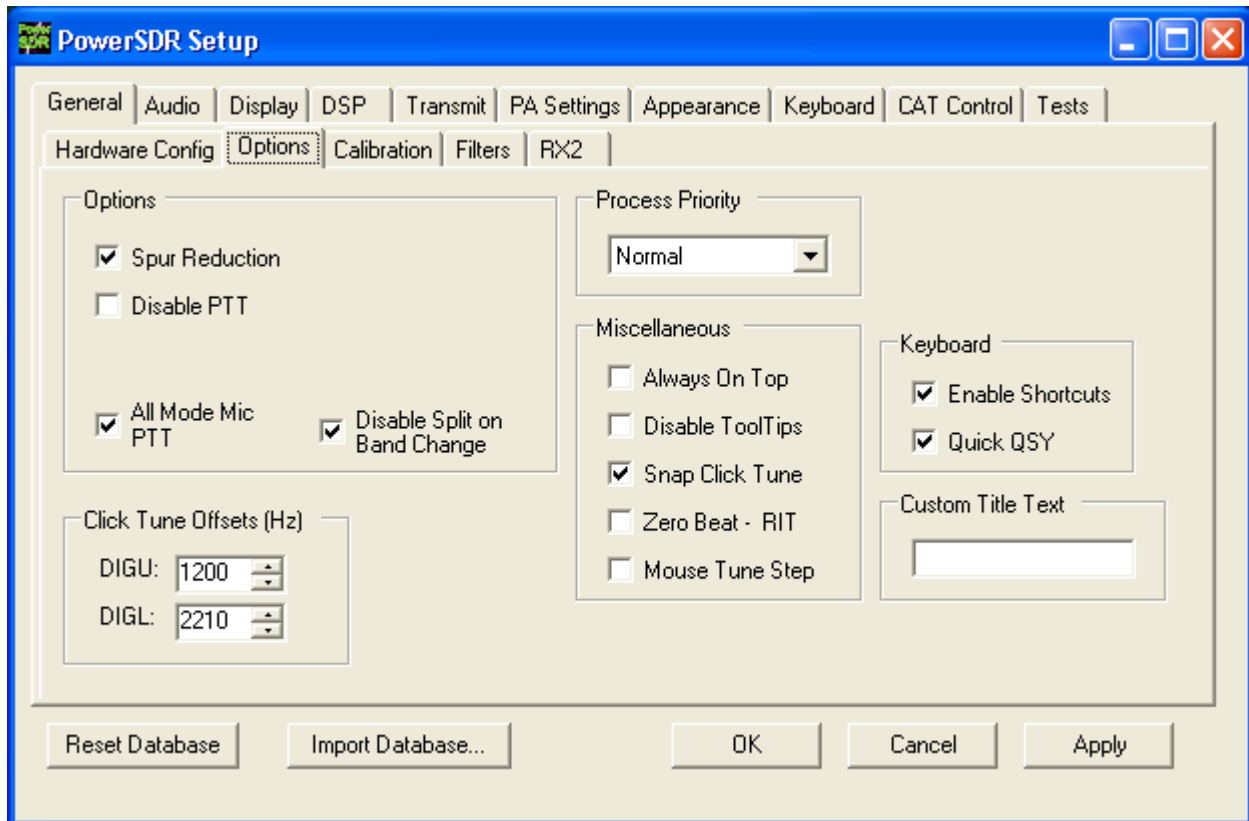 Power SDR
PowerSDR Setup
General Audio Display DSP Transmit PA Settings Appearance Keyboard CAT Control Tests
Hardware Config Options Calibration Filters RX2
Options
Spur Reduction
Disable PTT
All Mode Mic
PTT
Disable Split on
Band Change
Click Tune Offsets (Hz)
DIGU: 1200
DIGL: 2210
Process Priority
Normal
Miscellaneous
Always On Top
Disable ToolTips
Snap Click Tune
Zero Beat - RIT
Mouse Tune Step
Keyboard
Enable Shortcuts
Quick QSY
Custom Title Text
Reset Database Import Database... OK Cancel Apply